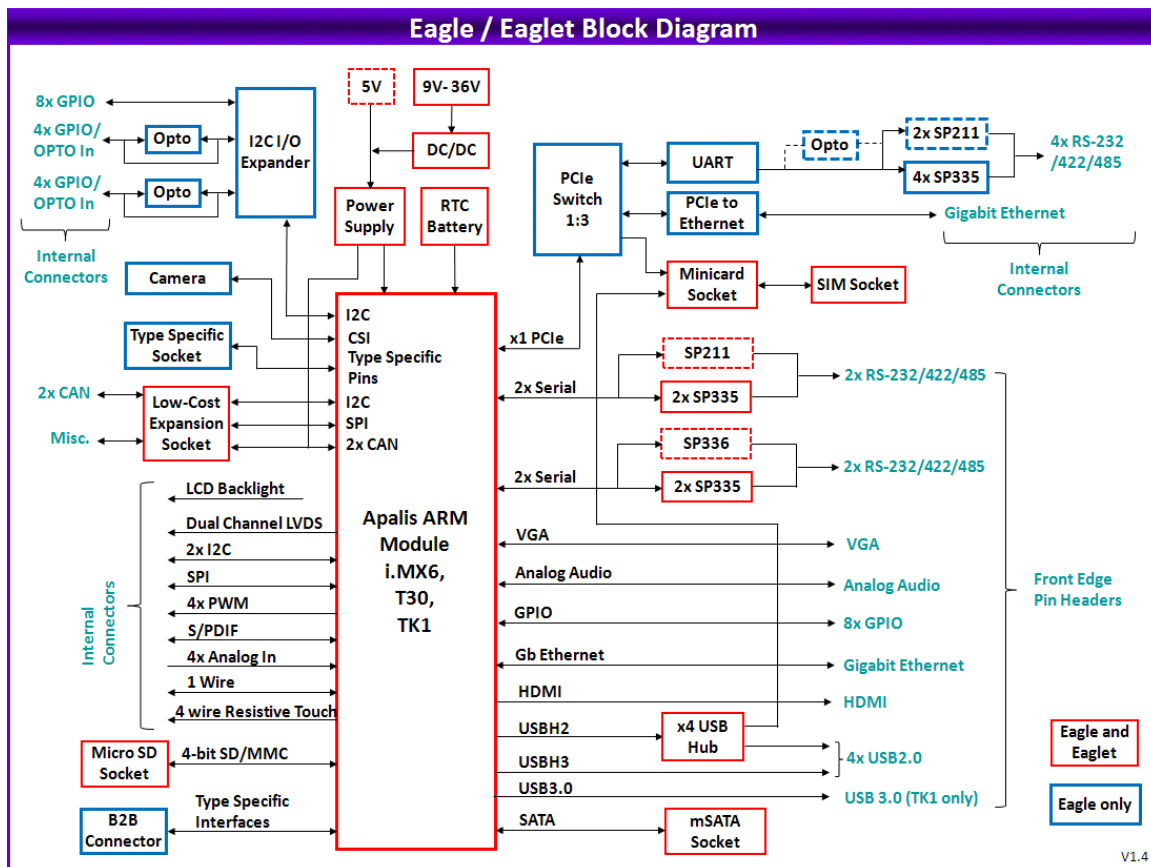 Eagle / Eaglet Block Diagram
5V
9V- 36V
DC/DC
Power
Supply
RTC
Battery
8x GPIO
4x GPIO/
OPTO In
Opto
4x GPIO/
OPTO In
Opto
I2C I/O
Expander
Internal
Connectors
Camera
Type Specific
Socket
2x CAN
Misc.
Low-Cost
Expansion
Socket
I2C
CSI
Type Specific
Pins
I2C
SPI
2x CAN
PCIe
Switch
1:3
UART
PCIe to
Ethernet
Opto
2x SP211
4x SP335
4x RS-232
/422/485
Gigabit Ethernet
Internal
Connectors
Minicard
Socket
SIM Socket
x1 PCIe
2x Serial
SP211
2x SP335
2x RS-232/422/485
2x Serial
SP336
2x SP335
2x RS-232/422/485
Apalis ARM
Module
i.MX6,
T30,
TK1
Internal
Connectors
LCD Backlight
Dual Channel LVDS
2x I2C
SPI
4x PWM
S/PDIF
4x Analog In
1 Wire
4 wire Resistive Touch
Micro SD
Socket
4-bit SD/MMC
B2B
Connector
Type Specific
Interfaces
VGA
VGA
Analog Audio
Analog Audio
GPIO
8x GPIO
Gb Ethernet
Gigabit Ethernet
HDMI
HDMI
USBH2
x4 USB
Hub
USBH3
4x USB2.0
USB3.0
USB 3.0 (TK1 only)
SATA
mSATA
Socket
Front Edge
Pin Headers
Eagle and
Eaglet
Eagle only
V1.4